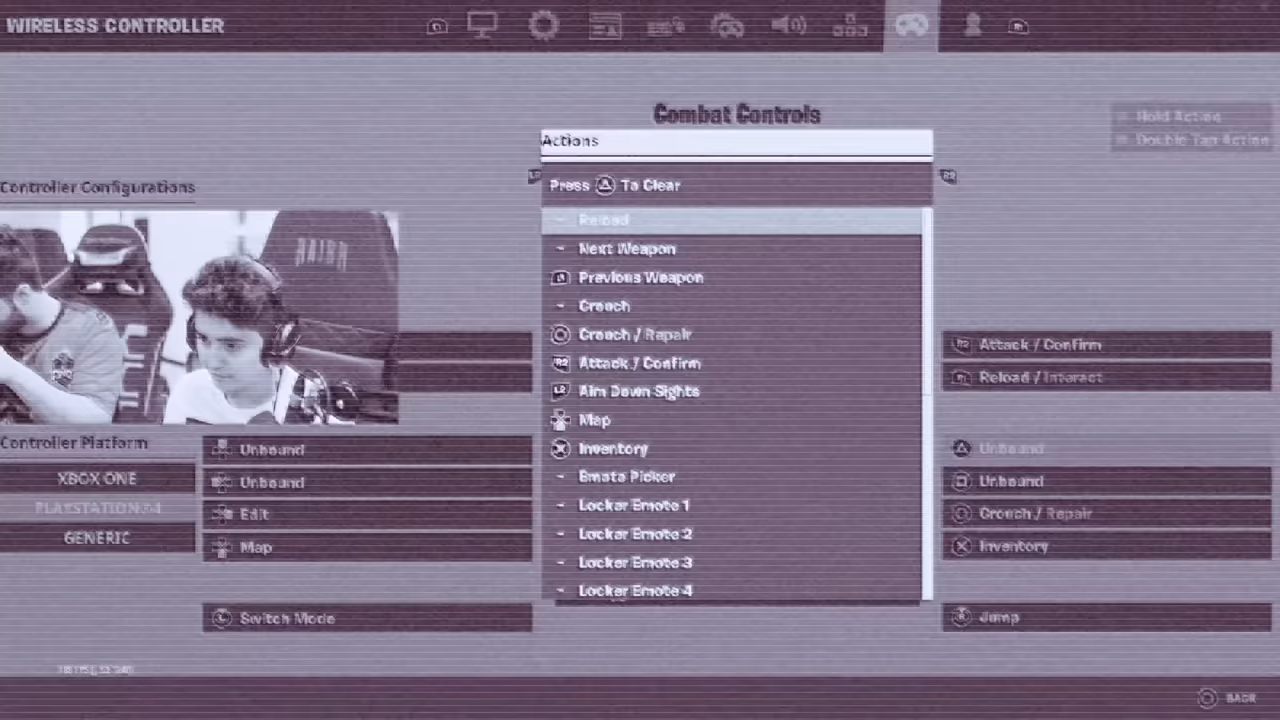 WIRELESS CONTROLLER
Combat Controls
Hold Action
Double Tap Action
Actions
Controller Configurations
Press To Clear
R2
Reload
Next Weapon
Previous Weapon
Crouch
Crouch / Repair
Attack / Confirm
Aim Down Sights
Map
Inventory
Emote Picker
Locker Emote 1
Locker Emote 2
Locker Emote 3
Locker Emote 4
Attack / Confirm
Reload / Interact
Controller Platform
XBOX ONE
PLAYSTATION 4
GENERIC
Unbound
Unbound
Edit
Map
Switch Mode
Unbound
Unbound
Crouch / Repair
Inventory
Jump
BACK